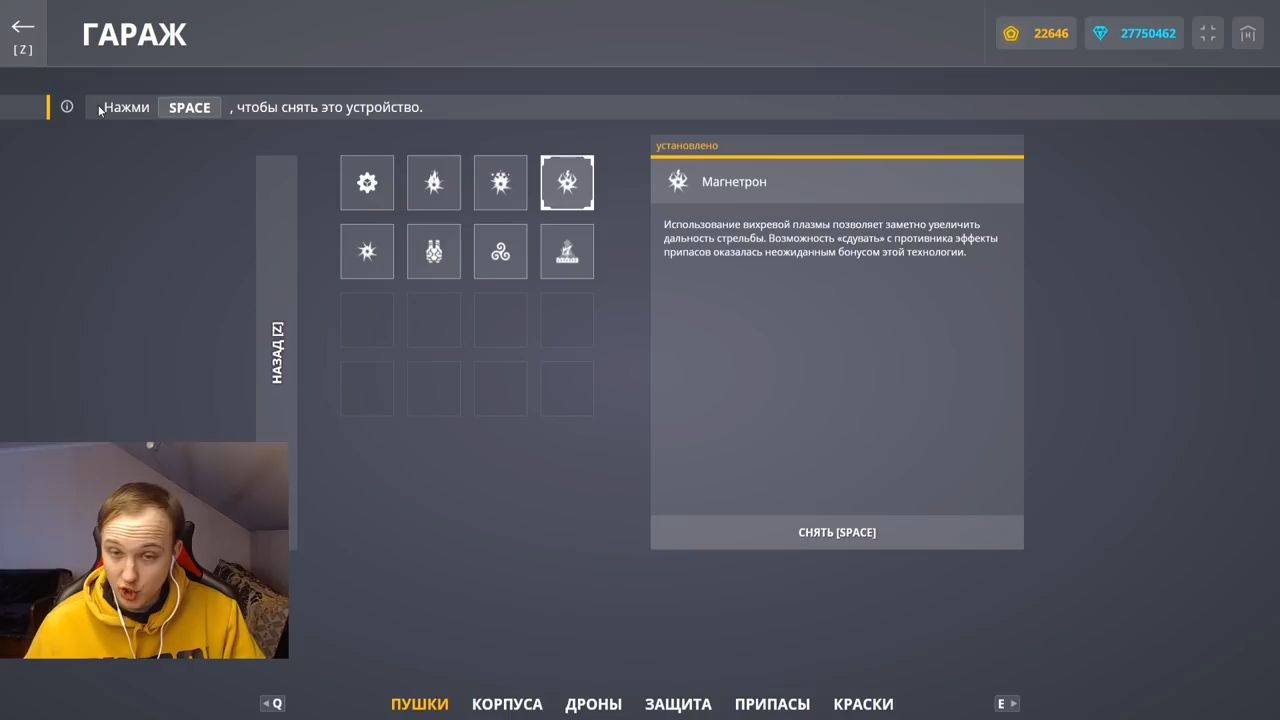 ГАРАЖ
[Z]
22646
27750462
Нажми SPACE , чтобы снять это устройство.
установлено
Магнетрон
Использование вихревой плазмы позволяет заметно увеличить
дальность стрельбы. Возможность «сдувать» с противника эффекты
припасов оказалась неожиданным бонусом этой технологии.
НАЗАД [Z]
СНЯТЬ [SPACE]
Q ПУШКИ КОРПУСА ДРОНЫ ЗАЩИТА ПРИПАСЫ КРАСКИ E